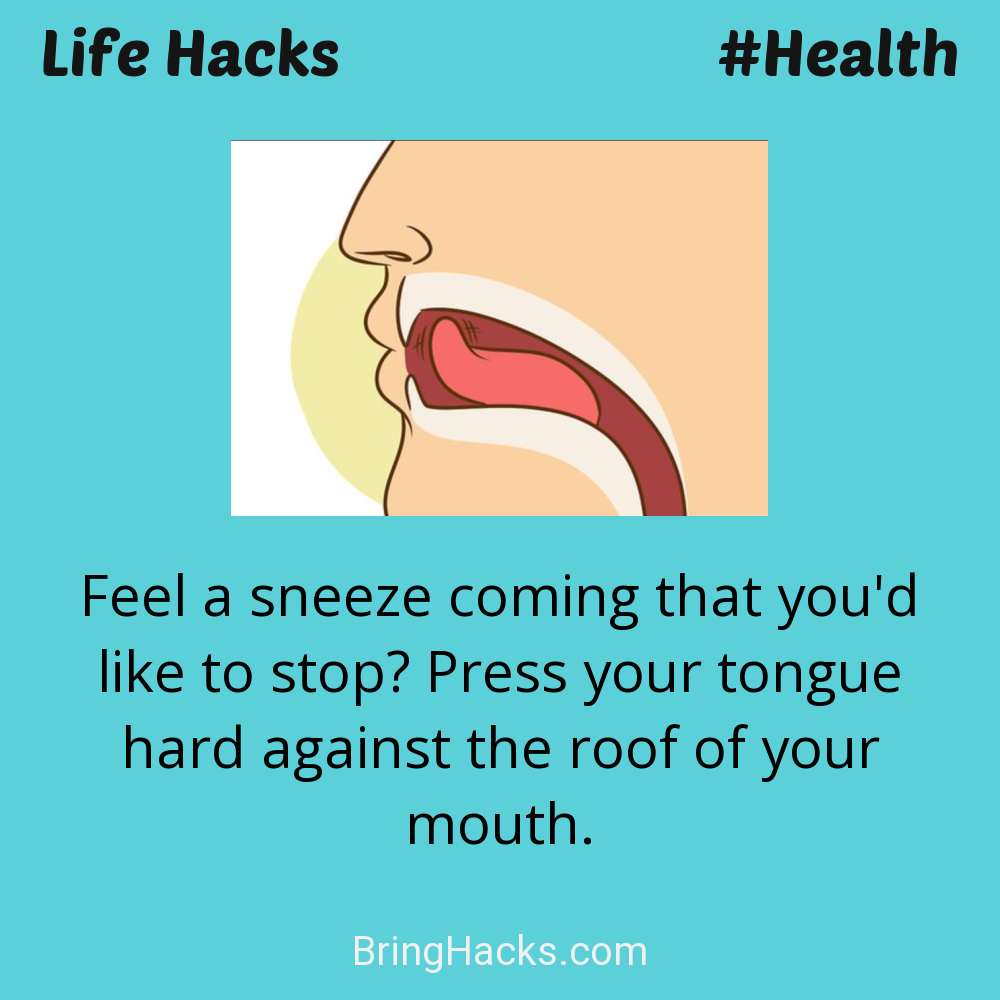 Life Hacks
#Health
Feel a sneeze coming that you'd
like to stop? Press your tongue
hard against the roof of your
mouth.
BringHacks.com